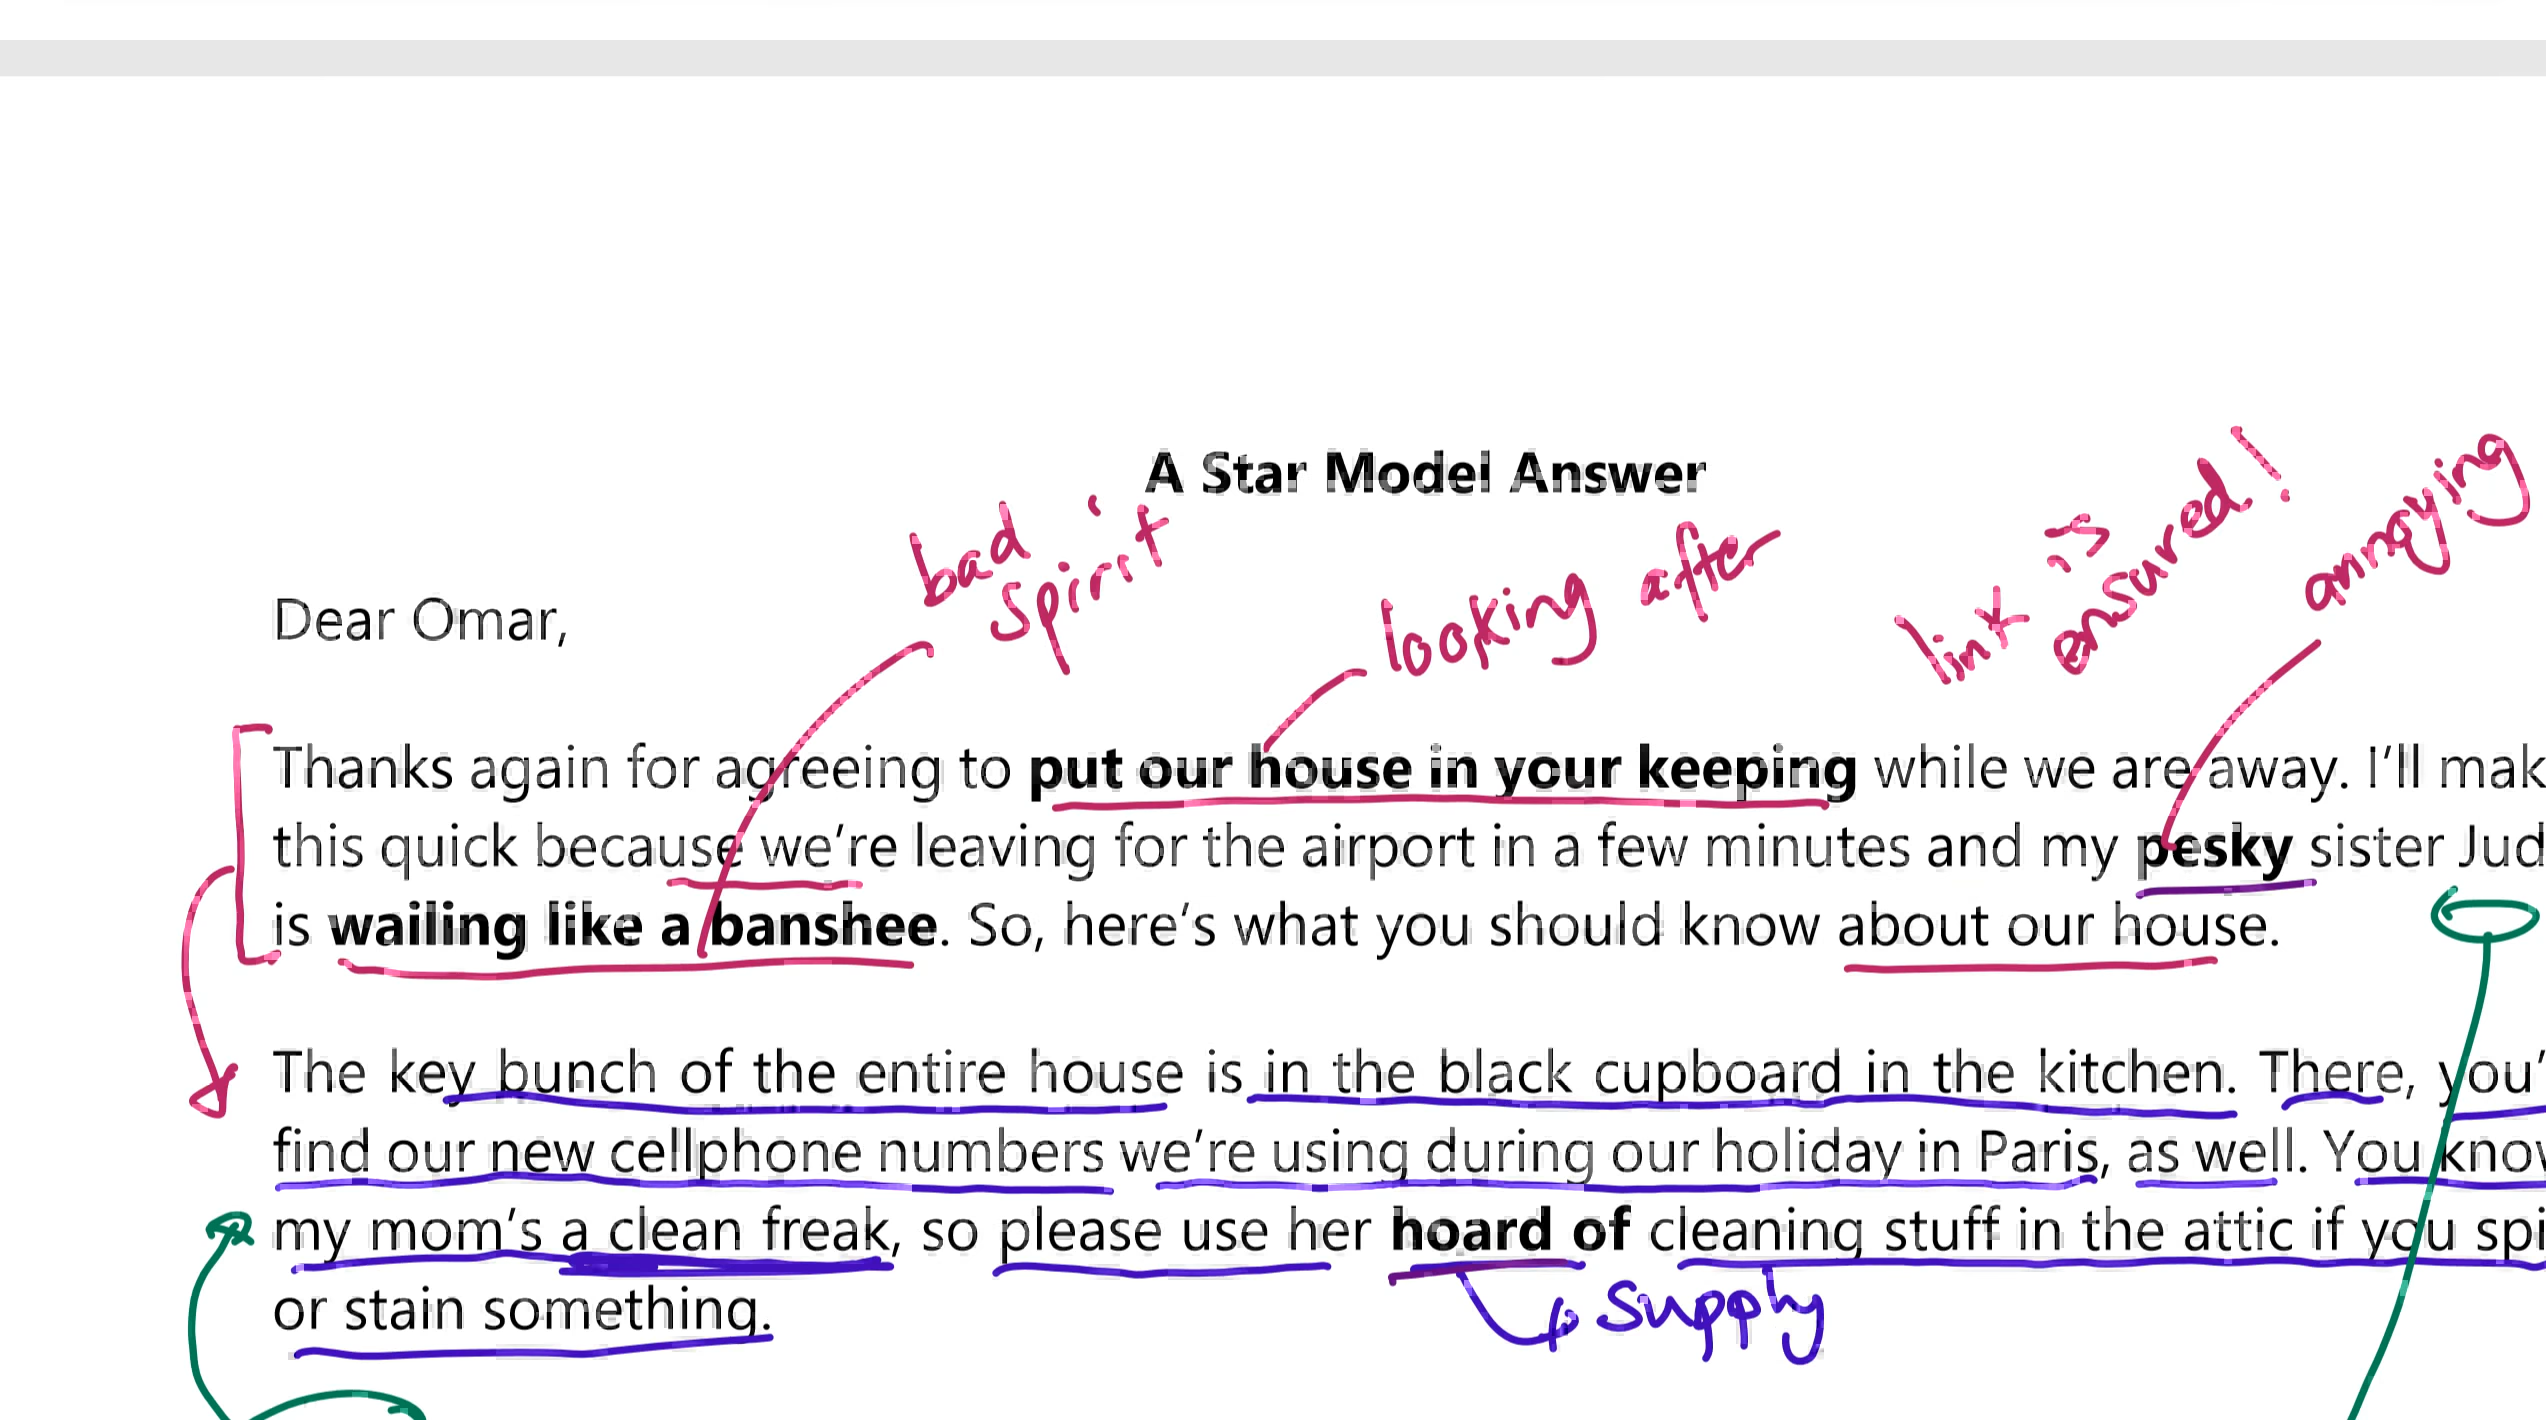 A Star Model Answer
bad
spirit
looking after
link is
ensured!
annoying
Dear Omar,
Thanks again for agreeing to put our house in your keeping while we are away. I'll mak
this quick because we're leaving for the airport in a few minutes and my pesky sister Jud
is wailing like a banshee. So, here's what you should know about our house.
The key bunch of the entire house is in the black cupboard in the kitchen. There, you'
find our new cellphone numbers we're using during our holiday in Paris, as well. You know
my mom's a clean freak, so please use her hoard of cleaning stuff in the attic if you spi
or stain something.
supply